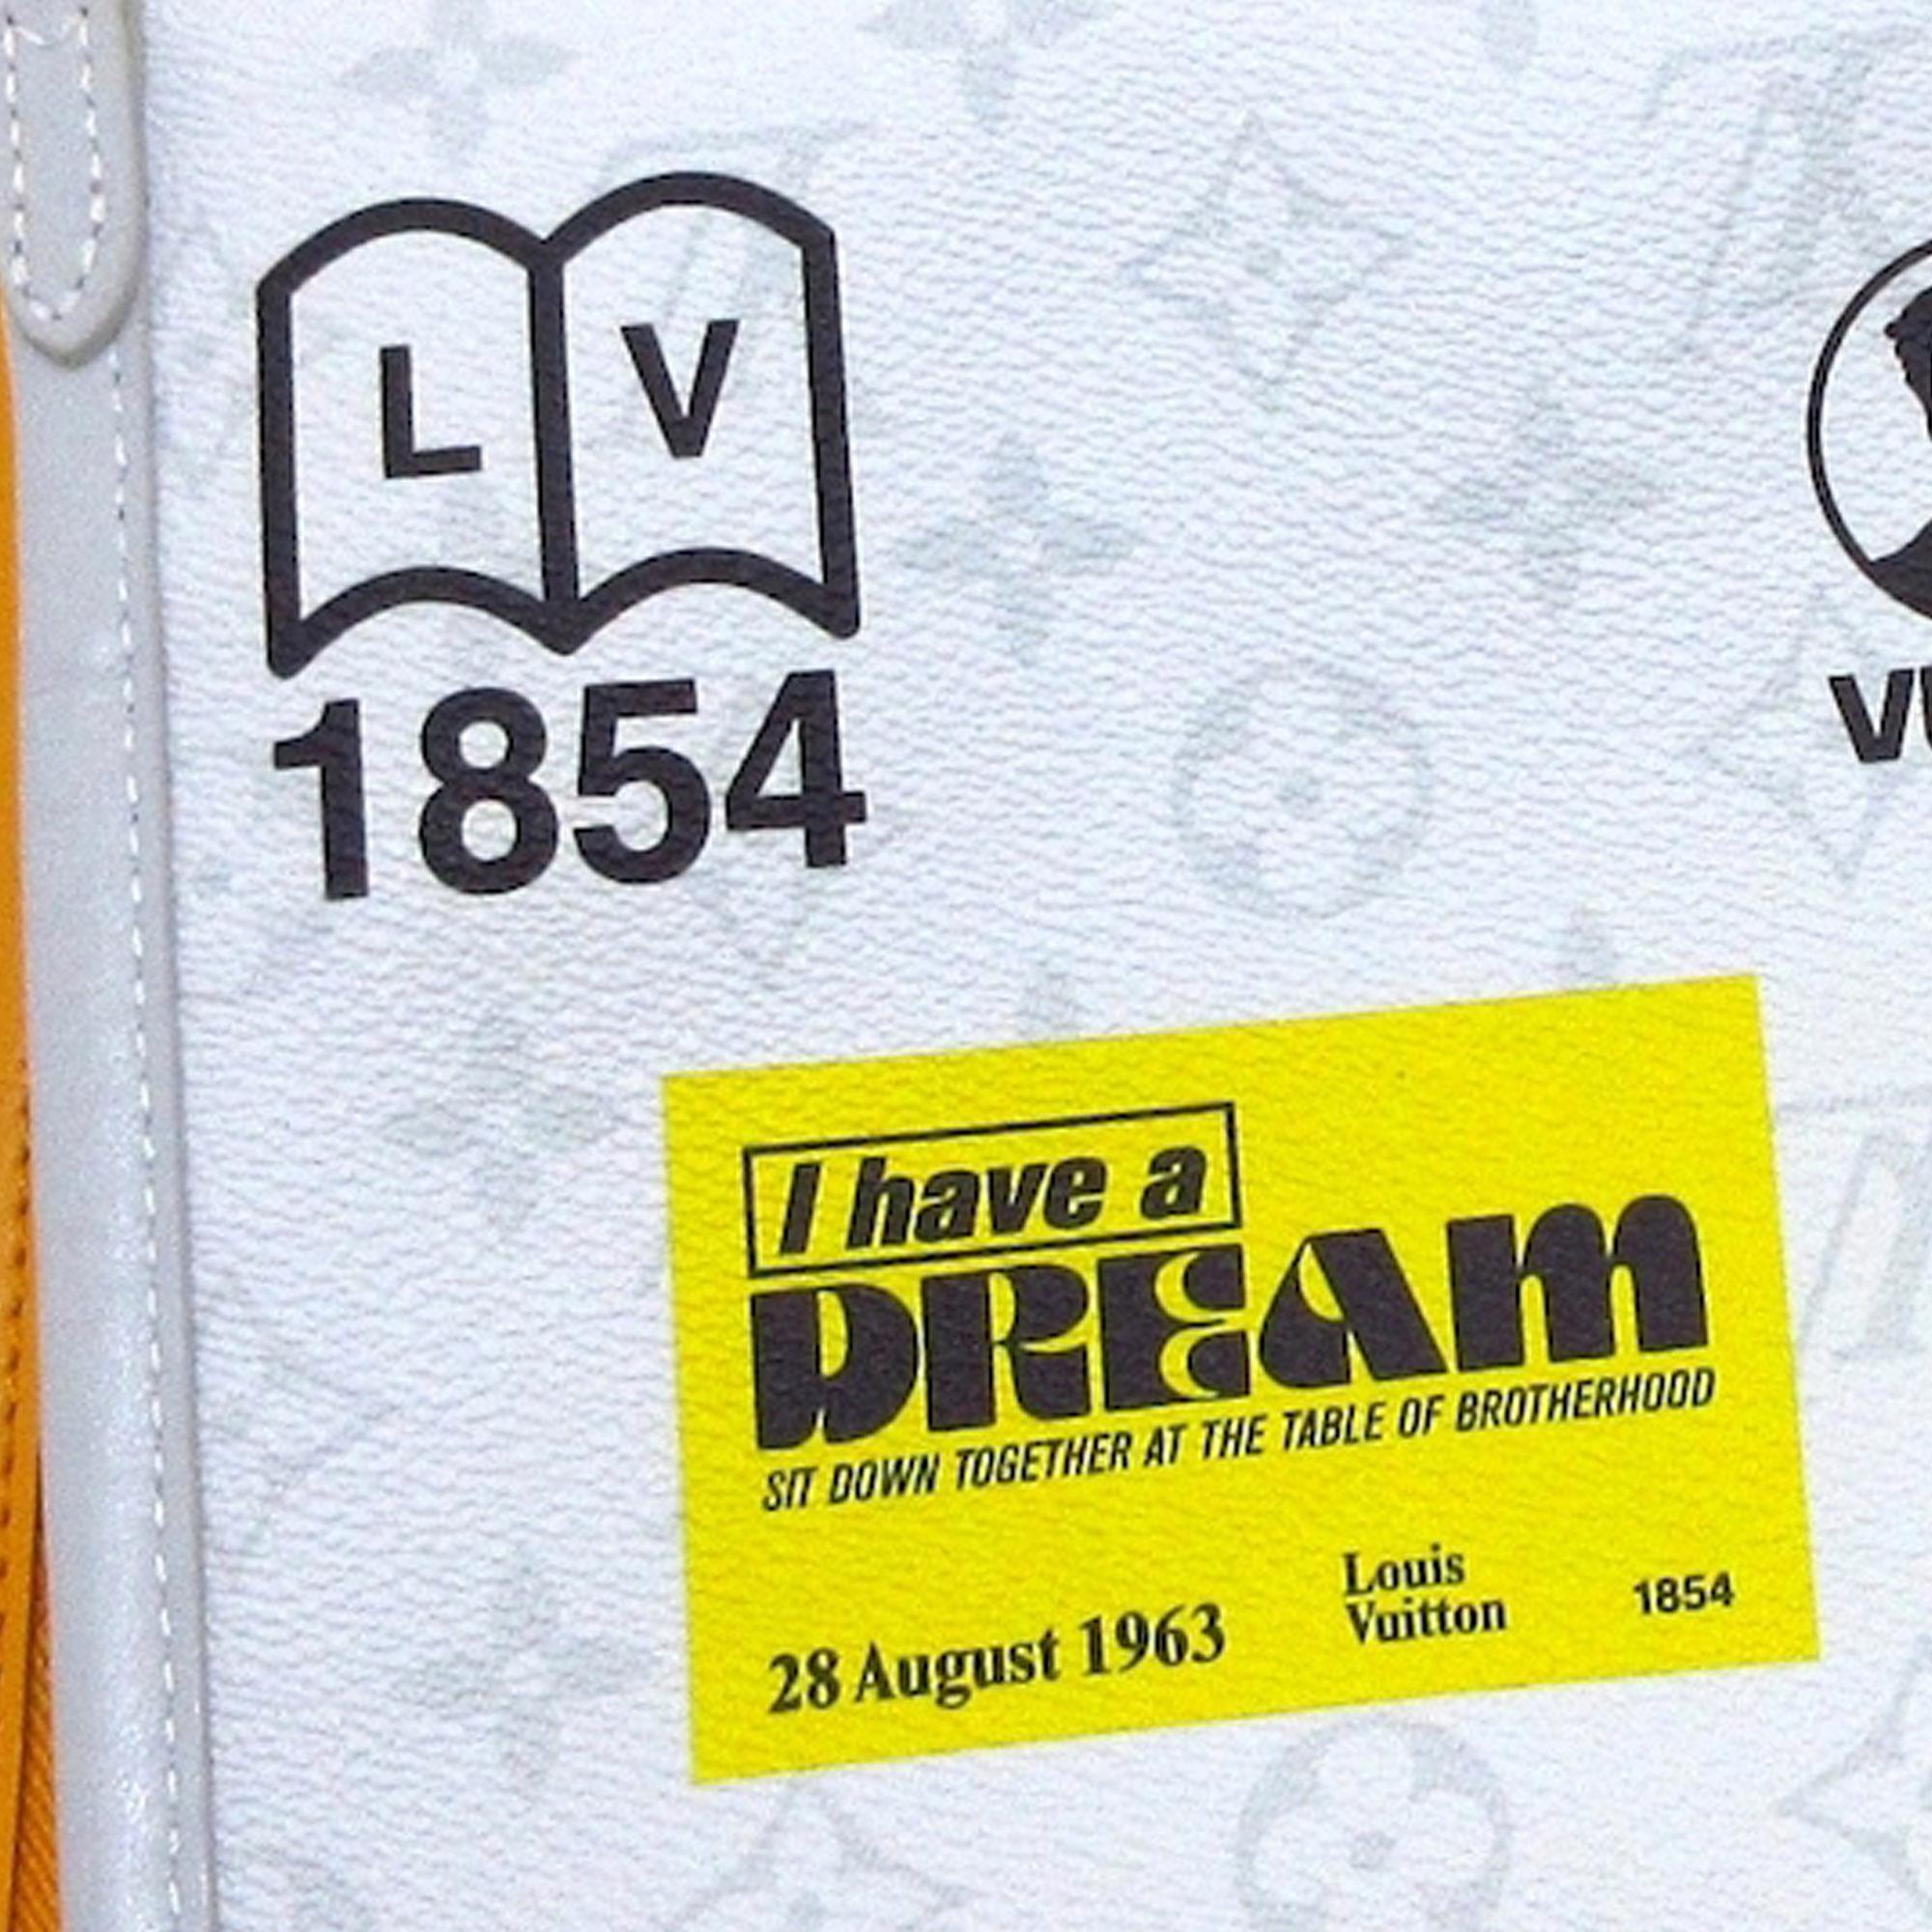 L V
1854
I have a
DREAM
SIT DOWN TOGETHER AT THE TABLE OF BROTHERHOOD
28 August 1963
Louis
Vuitton
1854